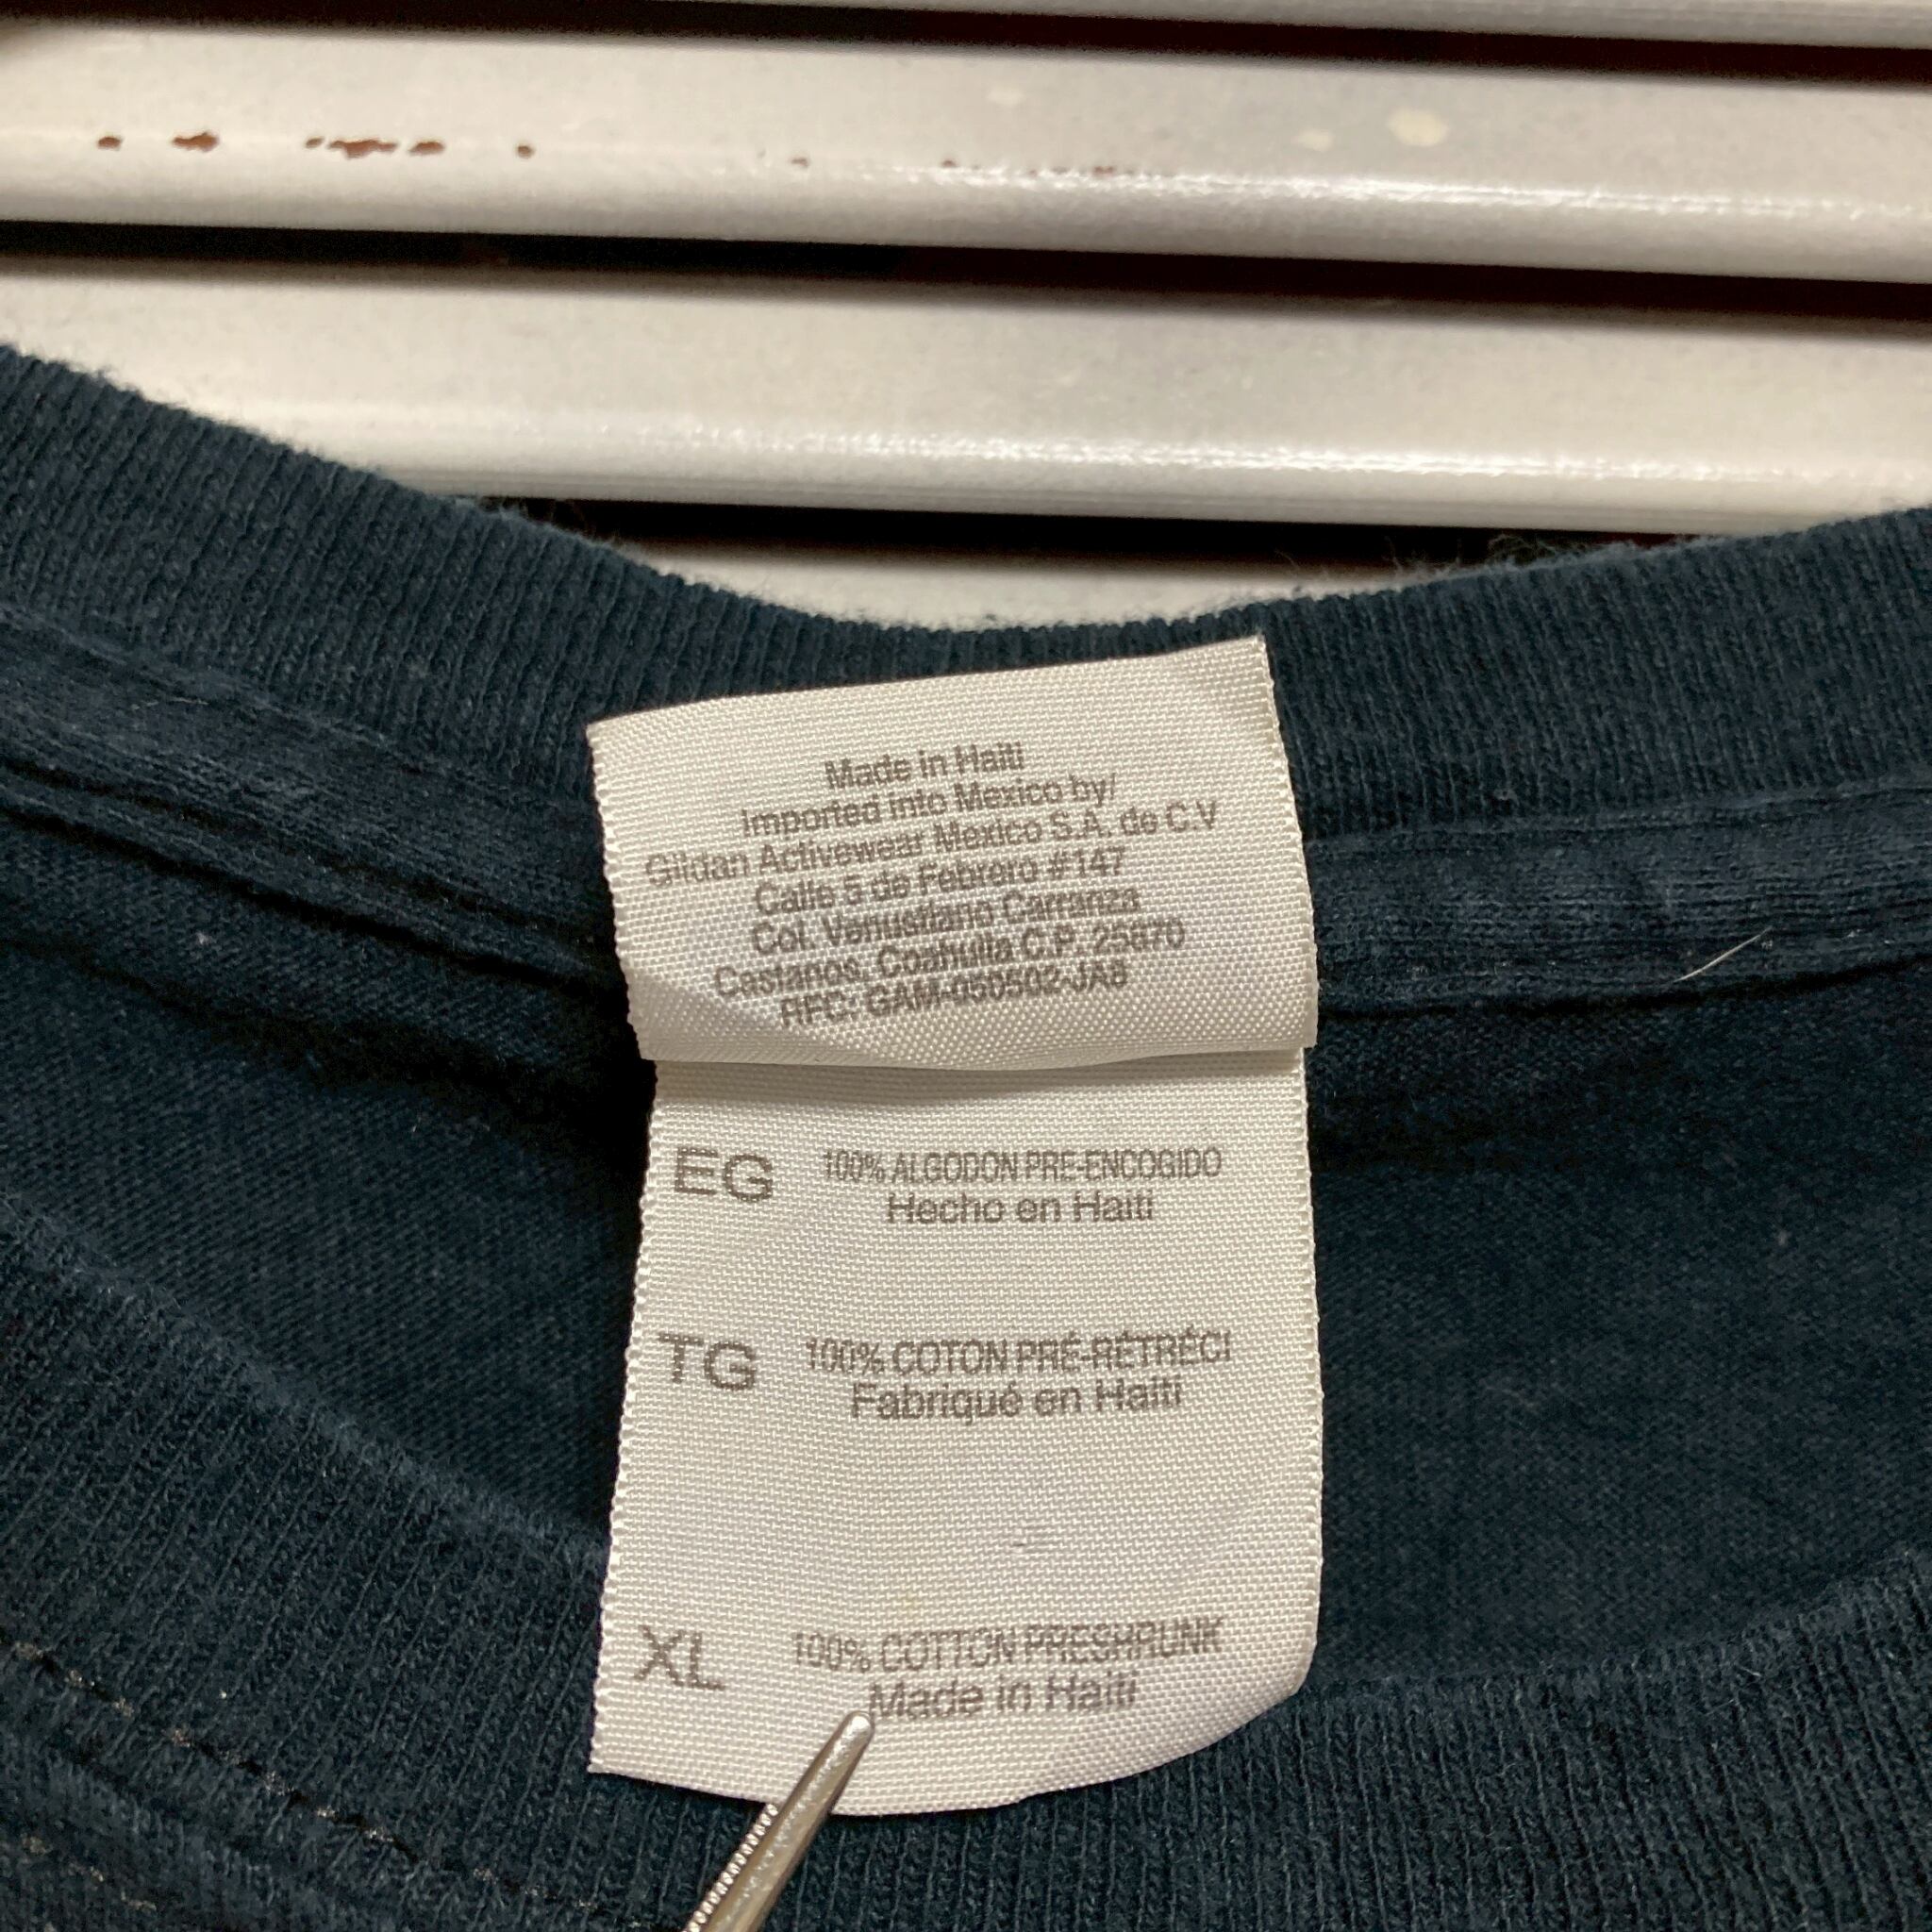 Made in Haiti
Imported into Mexico by/
Gildan Activewear Mexico S.A. de C.V
Calle 5 de Febrero #147
Col. Venustiano Carranza
Castanos, Coahuila C.P. 25870
RFC: GAM-050502-JA8
EG 100% ALGODON PRE-ENCOGIDO
Hecho en Haiti
TG 100% COTON PRÉ-RÉTRÉCI
Fabriqué en Haiti
XL 100% COTTON PRESHRUNK
Made in Haiti